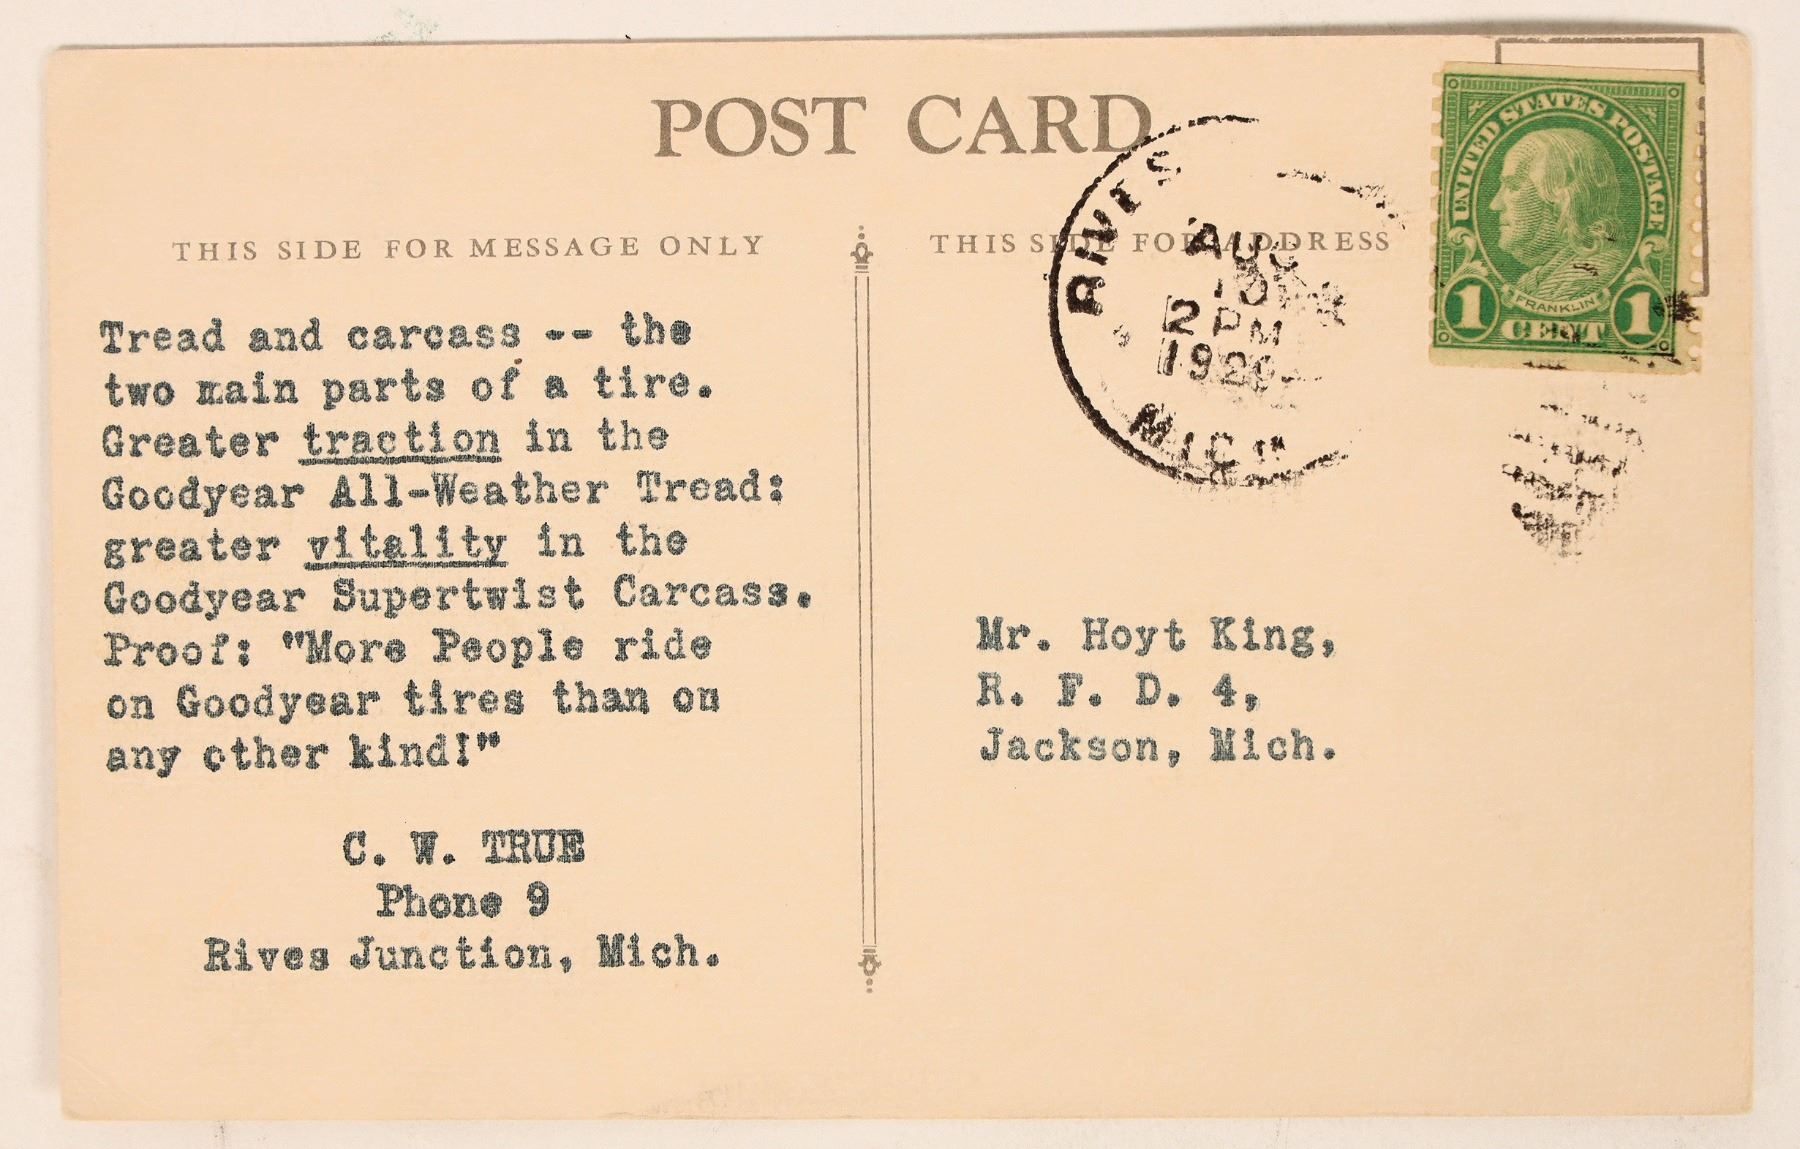 POST CARD
THIS SIDE FOR MESSAGE ONLY
THIS SIDE FOR ADDRESS
RIVES
AUG
10
2 PM
MICH
UNITED STATES POSTAGE
FRANKLIN
1 CENT 1
Tread and carcass -- the
two main parts of a tire.
Greater traction in the
Goodyear All-Weather Tread:
greater vitality in the
Goodyear Supertwist Carcass.
Proof: "More People ride
on Goodyear tires than on
any other kind!"
C. W. TRUE
Phone 9
Rives Junction, Mich.
Mr. Hoyt King,
R. F. D. 4,
Jackson, Mich.